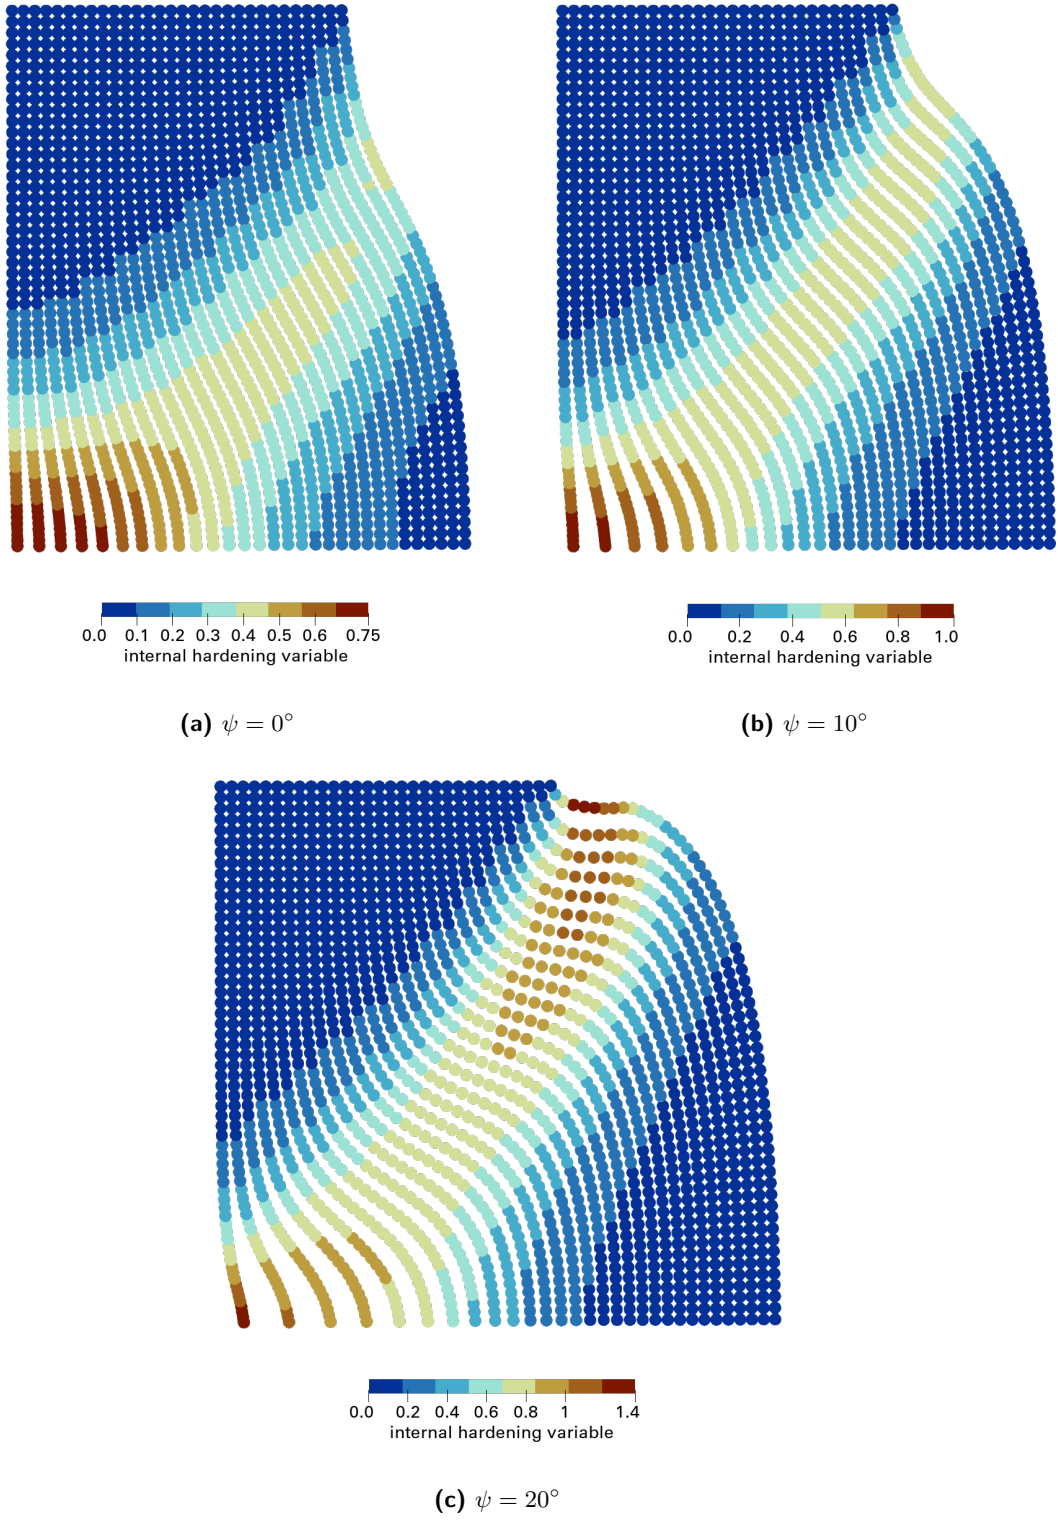 0.0 0.1 0.2 0.3 0.4 0.5 0.6 0.75
internal hardening variable
(a) ψ = 0°
0.0 0.2 0.4 0.6 0.8 1.0
internal hardening variable
(b) ψ = 10°
0.0 0.2 0.4 0.6 0.8 1 1.4
internal hardening variable
(c) ψ = 20°